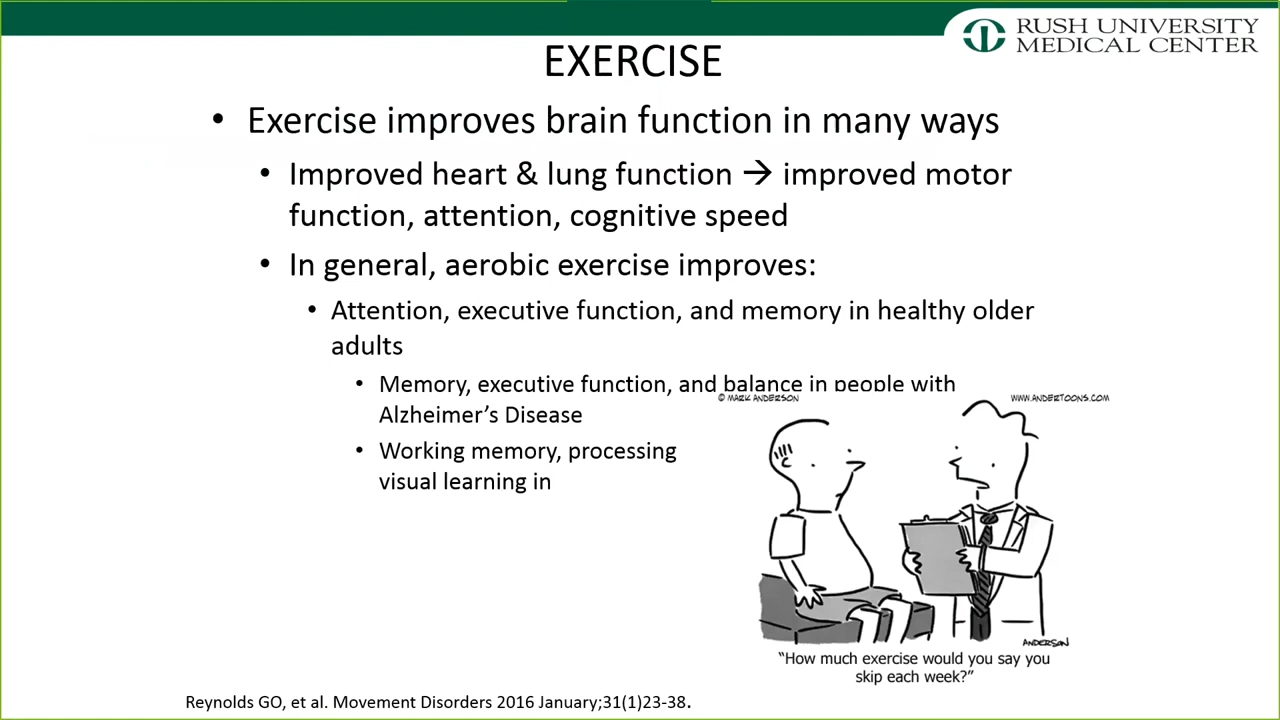 RUSH UNIVERSITY
MEDICAL CENTER
EXERCISE
• Exercise improves brain function in many ways
• Improved heart & lung function → improved motor
function, attention, cognitive speed
• In general, aerobic exercise improves:
• Attention, executive function, and memory in healthy older
adults
• Memory, executive function, and balance in people with
Alzheimer’s Disease
• Working memory, processing
visual learning in
© MARK ANDERSON
WWW.ANDERTOONS.COM
ANDERSON
“How much exercise would you say you
skip each week?”
Reynolds GO, et al. Movement Disorders 2016 January;31(1)23-38.